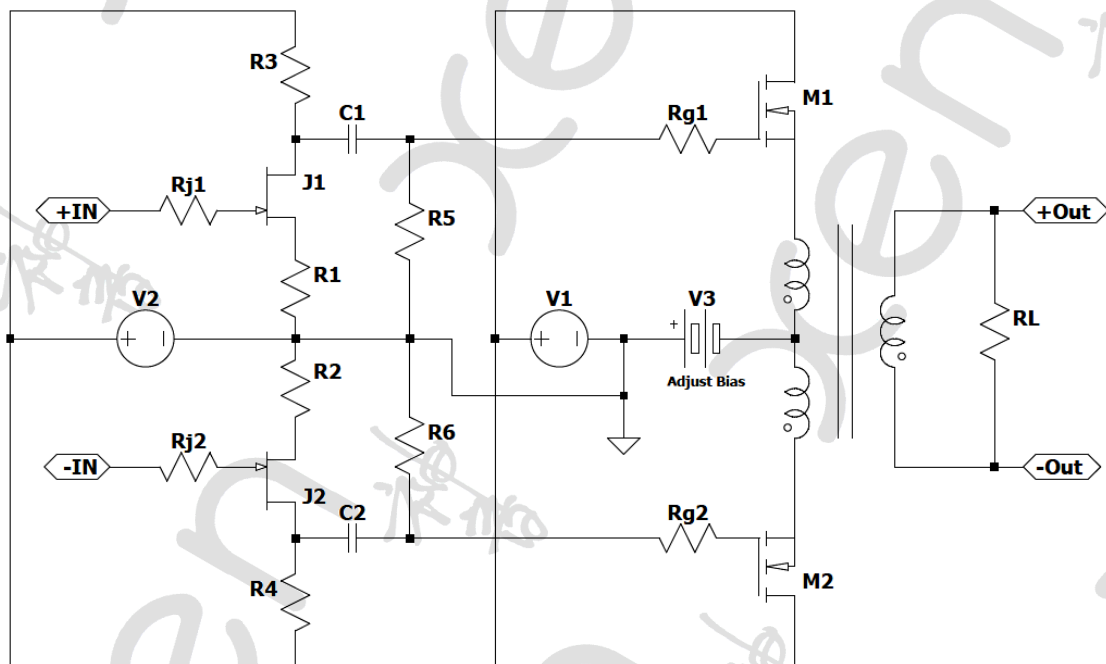 R3
C1
Rg1
M1
J1
Rj1
+IN
R5
+Out
R1
V2
V1
V3
+
RL
+ −
+ −
Adjust Bias
R2
R6
Rj2
-IN
-Out
J2
C2
Rg2
R4
M2